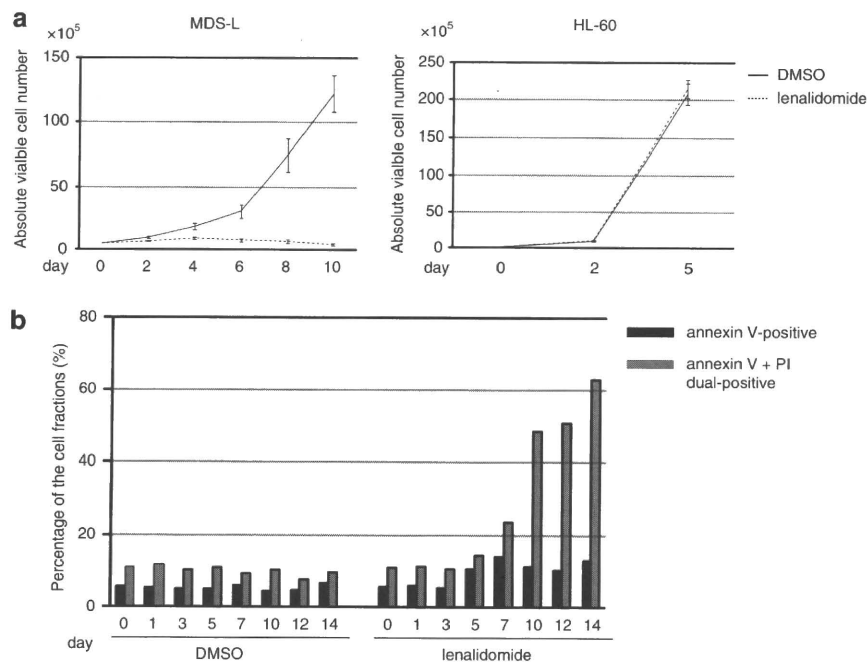 a
MDS-L
×10⁵
Absolute vialble cell number
150
100
50
0
day 0 2 4 6 8 10
HL-60
×10⁵
Absolute vialble cell number
250
200
150
100
50
0
day 0 2 5
DMSO
lenalidomide
b
Percentage of the cell fractions (%)
80
60
40
20
0
day
0 1 3 5 7 10 12 14
DMSO
0 1 3 5 7 10 12 14
lenalidomide
annexin V-positive
annexin V + PI
dual-positive